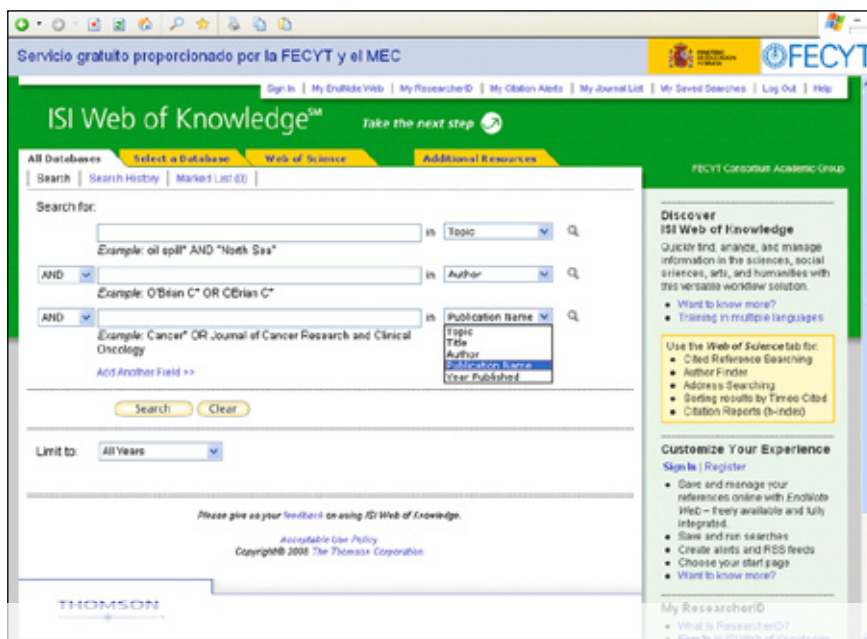 Servicio gratuito proporcionado por la FECYT y el MEC
FECYT
Sign In | My EndNote Web | My ResearcherID | My Citation Alerts | My Journal List | My Saved Searches | Log Out | Help
ISI Web of Knowledge℠ Take the next step
All Databases Select a Database Web of Science Additional Resources
FECYT Consortium Academic Group
Search | Search History | Marked List (0)
Search for:
in Topic
Example: oil spill* AND "North Sea"
AND in Author
Example: O'Brian C* OR OBrian C*
AND in Publication Name
Example: Cancer* OR Journal of Cancer Research and Clinical
Oncology
Topic
Title
Author
Publication Name
Year Published
Add Another Field >>
Search Clear
Limit to: All Years
Please give us your feedback on using ISI Web of Knowledge.
Acceptable Use Policy
Copyright© 2008 The Thomson Corporation
THOMSON
Discover
ISI Web of Knowledge
Quickly find, analyze, and manage
information in the sciences, social
sciences, arts, and humanities with
this versatile workflow solution.
Want to know more?
Training in multiple languages
Use the Web of Science tab for:
Cited Reference Searching
Author Finder
Address Searching
Sorting results by Times Cited
Citation Reports (h-index)
Customize Your Experience
Sign In | Register
Save and manage your
references online with EndNote
Web – freely available and fully
integrated.
Save and run searches
Create alerts and RSS feeds
Choose your start page
Want to know more?
My ResearcherID
What is ResearcherID?
Sign In to ISI Web of Knowledge